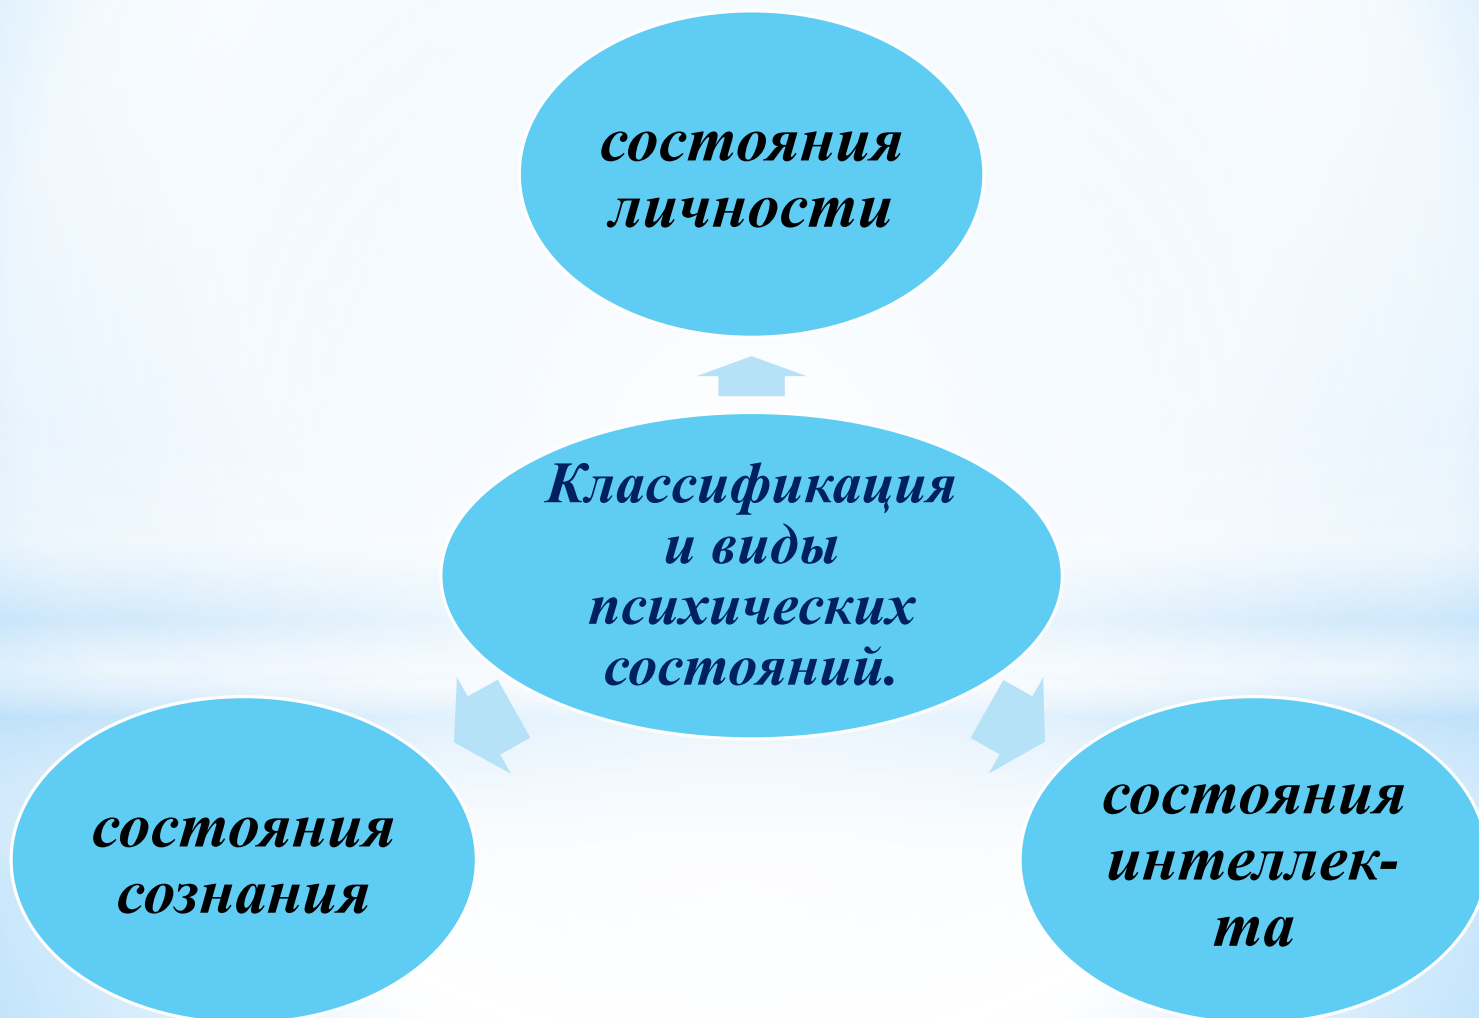 состояния
личности
Классификация
и виды
психических
состояний.
состояния
сознания
состояния
интеллек-
та